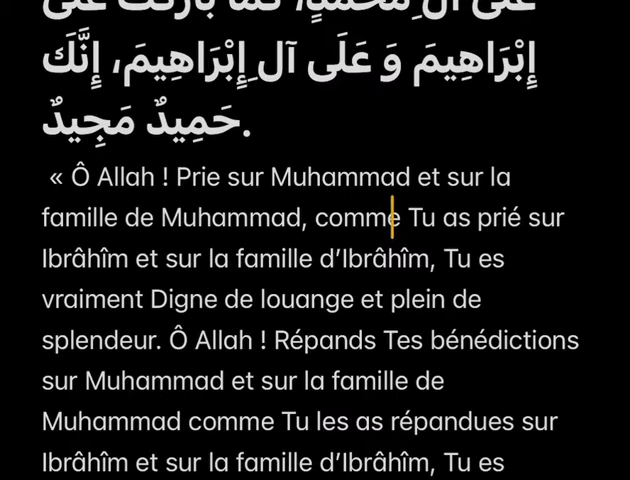 عَلَى آلِ مُحَمَّدٍ، كَمَا بَارَكْتَ عَلَى
إِبْرَاهِيمَ وَ عَلَى آلِ إِبْرَاهِيمَ، إِنَّكَ
حَمِيدٌ مَجِيدٌ.
« Ô Allah ! Prie sur Muhammad et sur la
famille de Muhammad, comme Tu as prié sur
Ibrâhîm et sur la famille d’Ibrâhîm, Tu es
vraiment Digne de louange et plein de
splendeur. Ô Allah ! Répands Tes bénédictions
sur Muhammad et sur la famille de
Muhammad comme Tu les as répandues sur
Ibrâhîm et sur la famille d’Ibrâhîm, Tu es